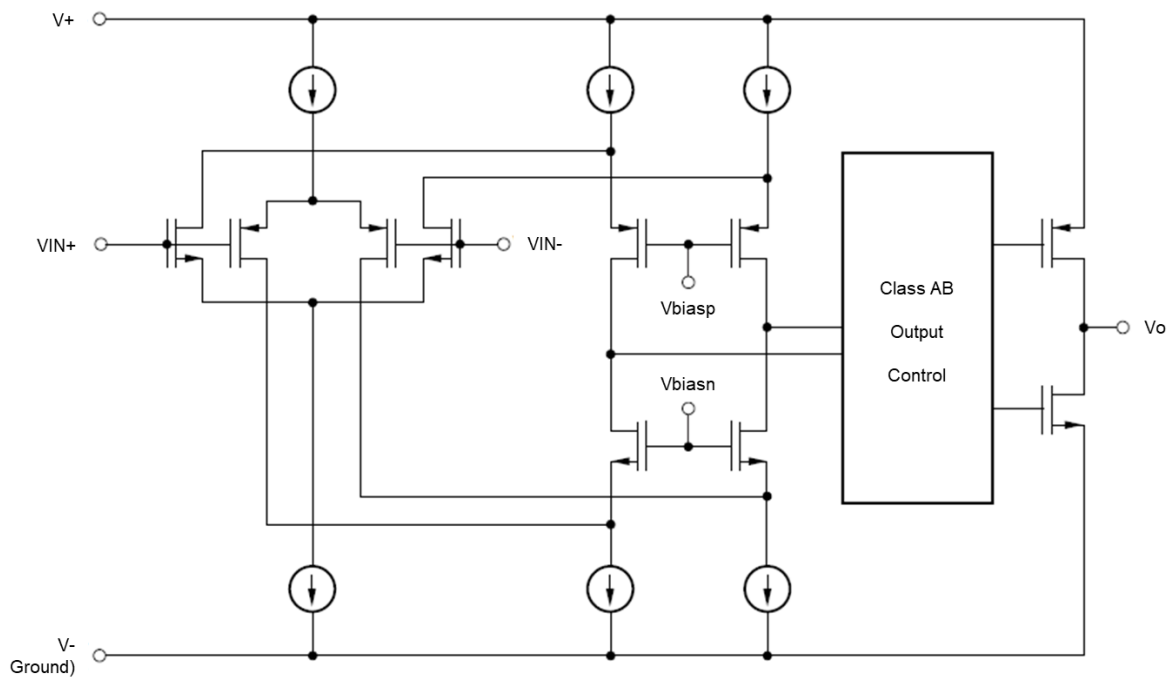 V+
VIN+
VIN-
Vbiasp
Vbiasn
Class AB
Output
Control
Vo
V-
Ground)